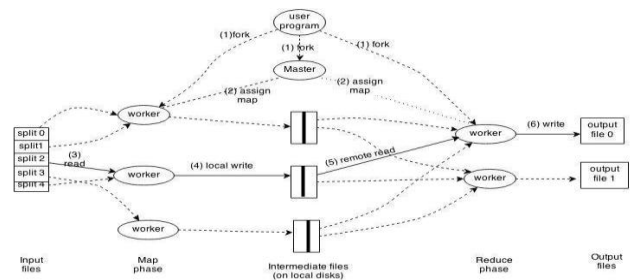 user
program
(1)fork
(1) fork
(1) fork
Master
(2) assign
map
(2) assign
map
worker
split 0
split1
split 2
split 3
split 4
(3)
read
worker
(4) local write
(5) remote read
worker
(6) write
output
file 0
worker
output
file 1
worker
Input
files
Map
phase
Intermediate files
(on local disks)
Reduce
phase
Output
files